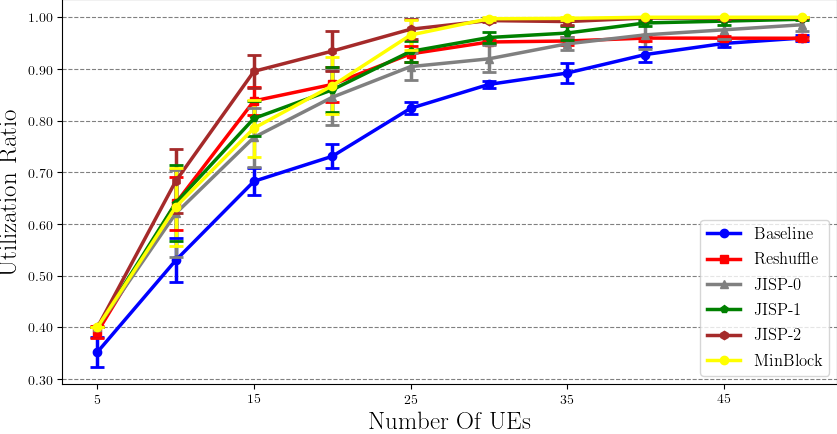 Utilization Ratio
1.00
0.90
0.80
0.70
0.60
0.50
0.40
0.30
5
15
25
35
45
Number Of UEs
Baseline
Reshuffle
JISP-0
JISP-1
JISP-2
MinBlock